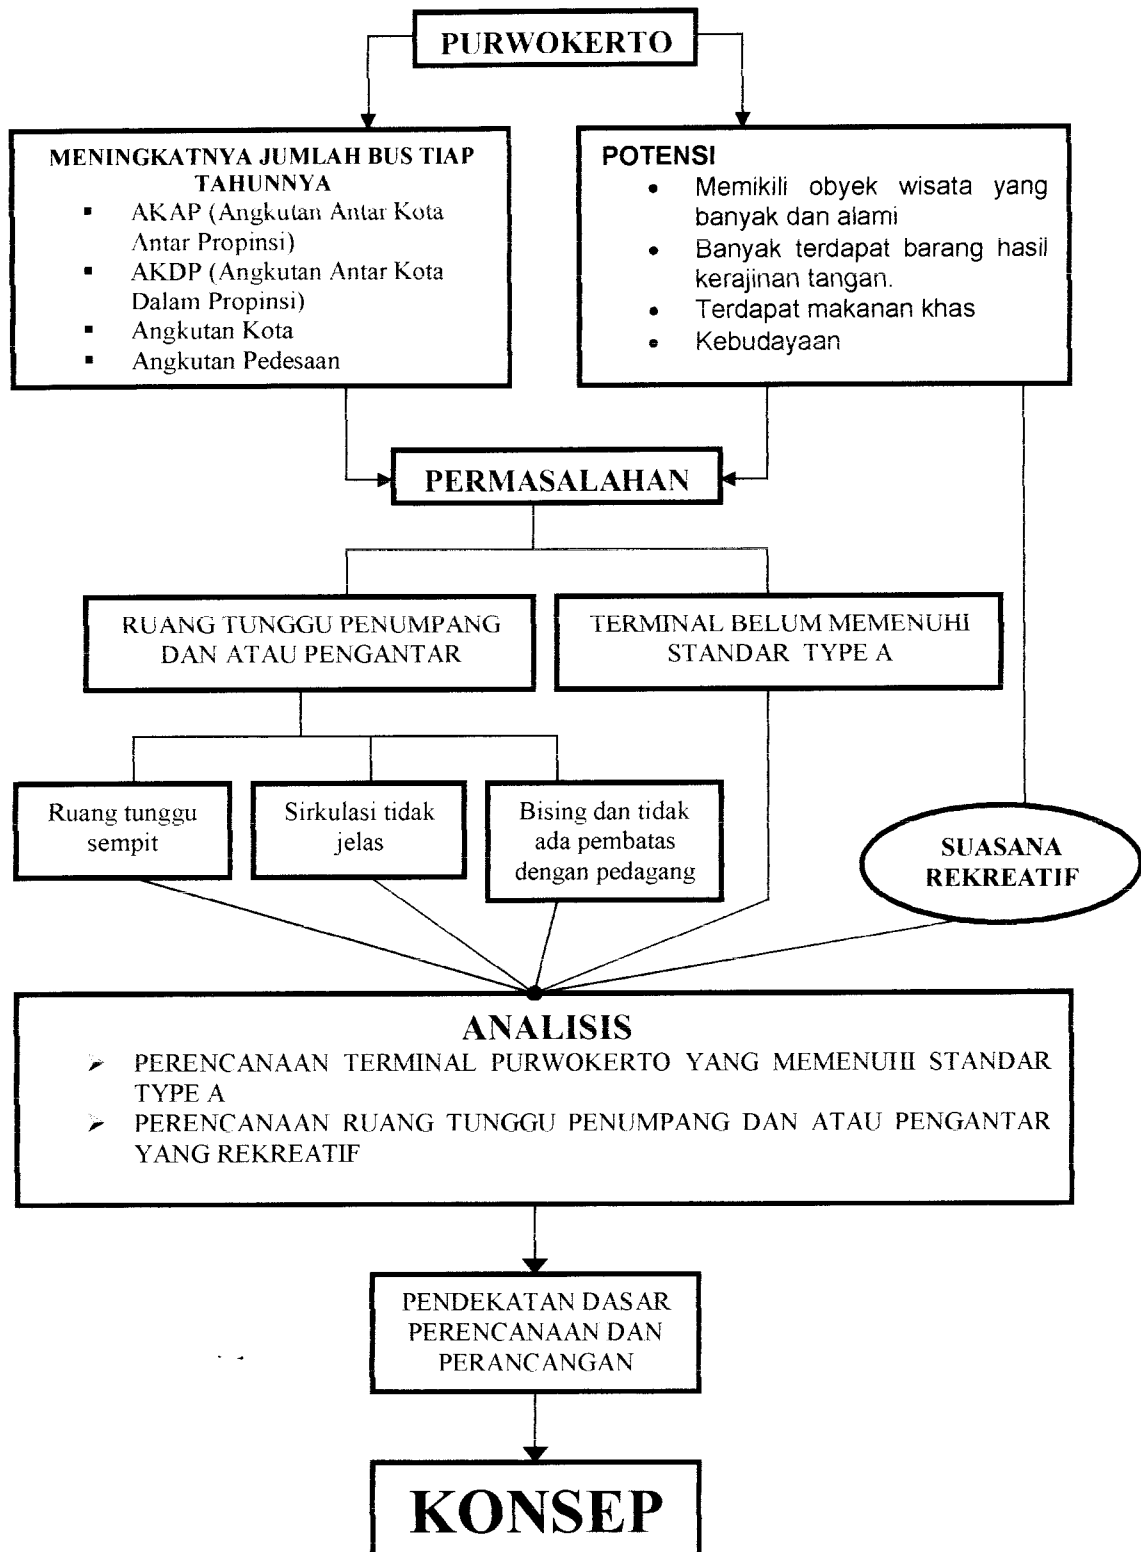 PURWOKERTO
MENINGKATNYA JUMLAH BUS TIAP
TAHUNNYA
▪ AKAP (Angkutan Antar Kota
Antar Propinsi)
▪ AKDP (Angkutan Antar Kota
Dalam Propinsi)
▪ Angkutan Kota
▪ Angkutan Pedesaan
POTENSI
• Memikili obyek wisata yang
banyak dan alami
• Banyak terdapat barang hasil
kerajinan tangan.
• Terdapat makanan khas
• Kebudayaan
PERMASALAHAN
RUANG TUNGGU PENUMPANG
DAN ATAU PENGANTAR
TERMINAL BELUM MEMENUHI
STANDAR TYPE A
Ruang tunggu
sempit
Sirkulasi tidak
jelas
Bising dan tidak
ada pembatas
dengan pedagang
SUASANA
REKREATIF
ANALISIS
➢ PERENCANAAN TERMINAL PURWOKERTO YANG MEMENUHI STANDAR
TYPE A
➢ PERENCANAAN RUANG TUNGGU PENUMPANG DAN ATAU PENGANTAR
YANG REKREATIF
PENDEKATAN DASAR
PERENCANAAN DAN
PERANCANGAN
KONSEP